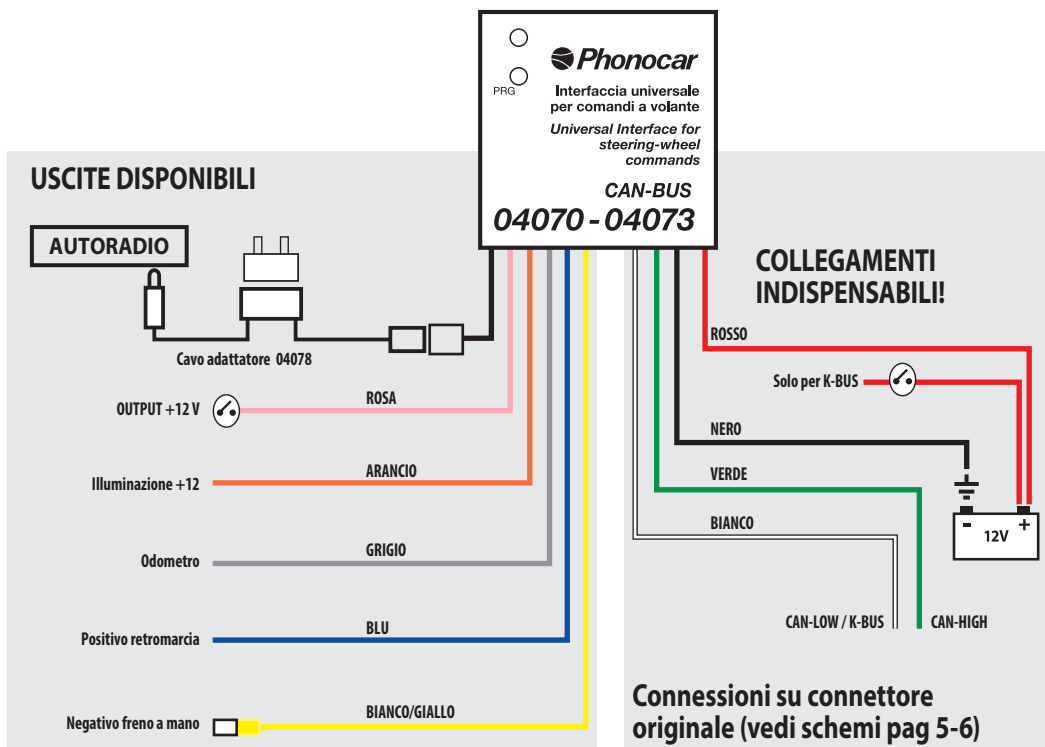 Phonocar
PRG
Interfaccia universale
per comandi a volante
Universal Interface for
steering-wheel
commands
CAN-BUS
04070 - 04073
USCITE DISPONIBILI
AUTORADIO
Cavo adattatore 04078
OUTPUT +12 V
ROSA
Illuminazione +12
ARANCIO
Odometro
GRIGIO
Positivo retromarcia
BLU
Negativo freno a mano
BIANCO/GIALLO
COLLEGAMENTI
INDISPENSABILI!
ROSSO
Solo per K-BUS
NERO
VERDE
BIANCO
- +
12V
CAN-LOW / K-BUS
CAN-HIGH
Connessioni su connettore
originale (vedi schemi pag 5-6)